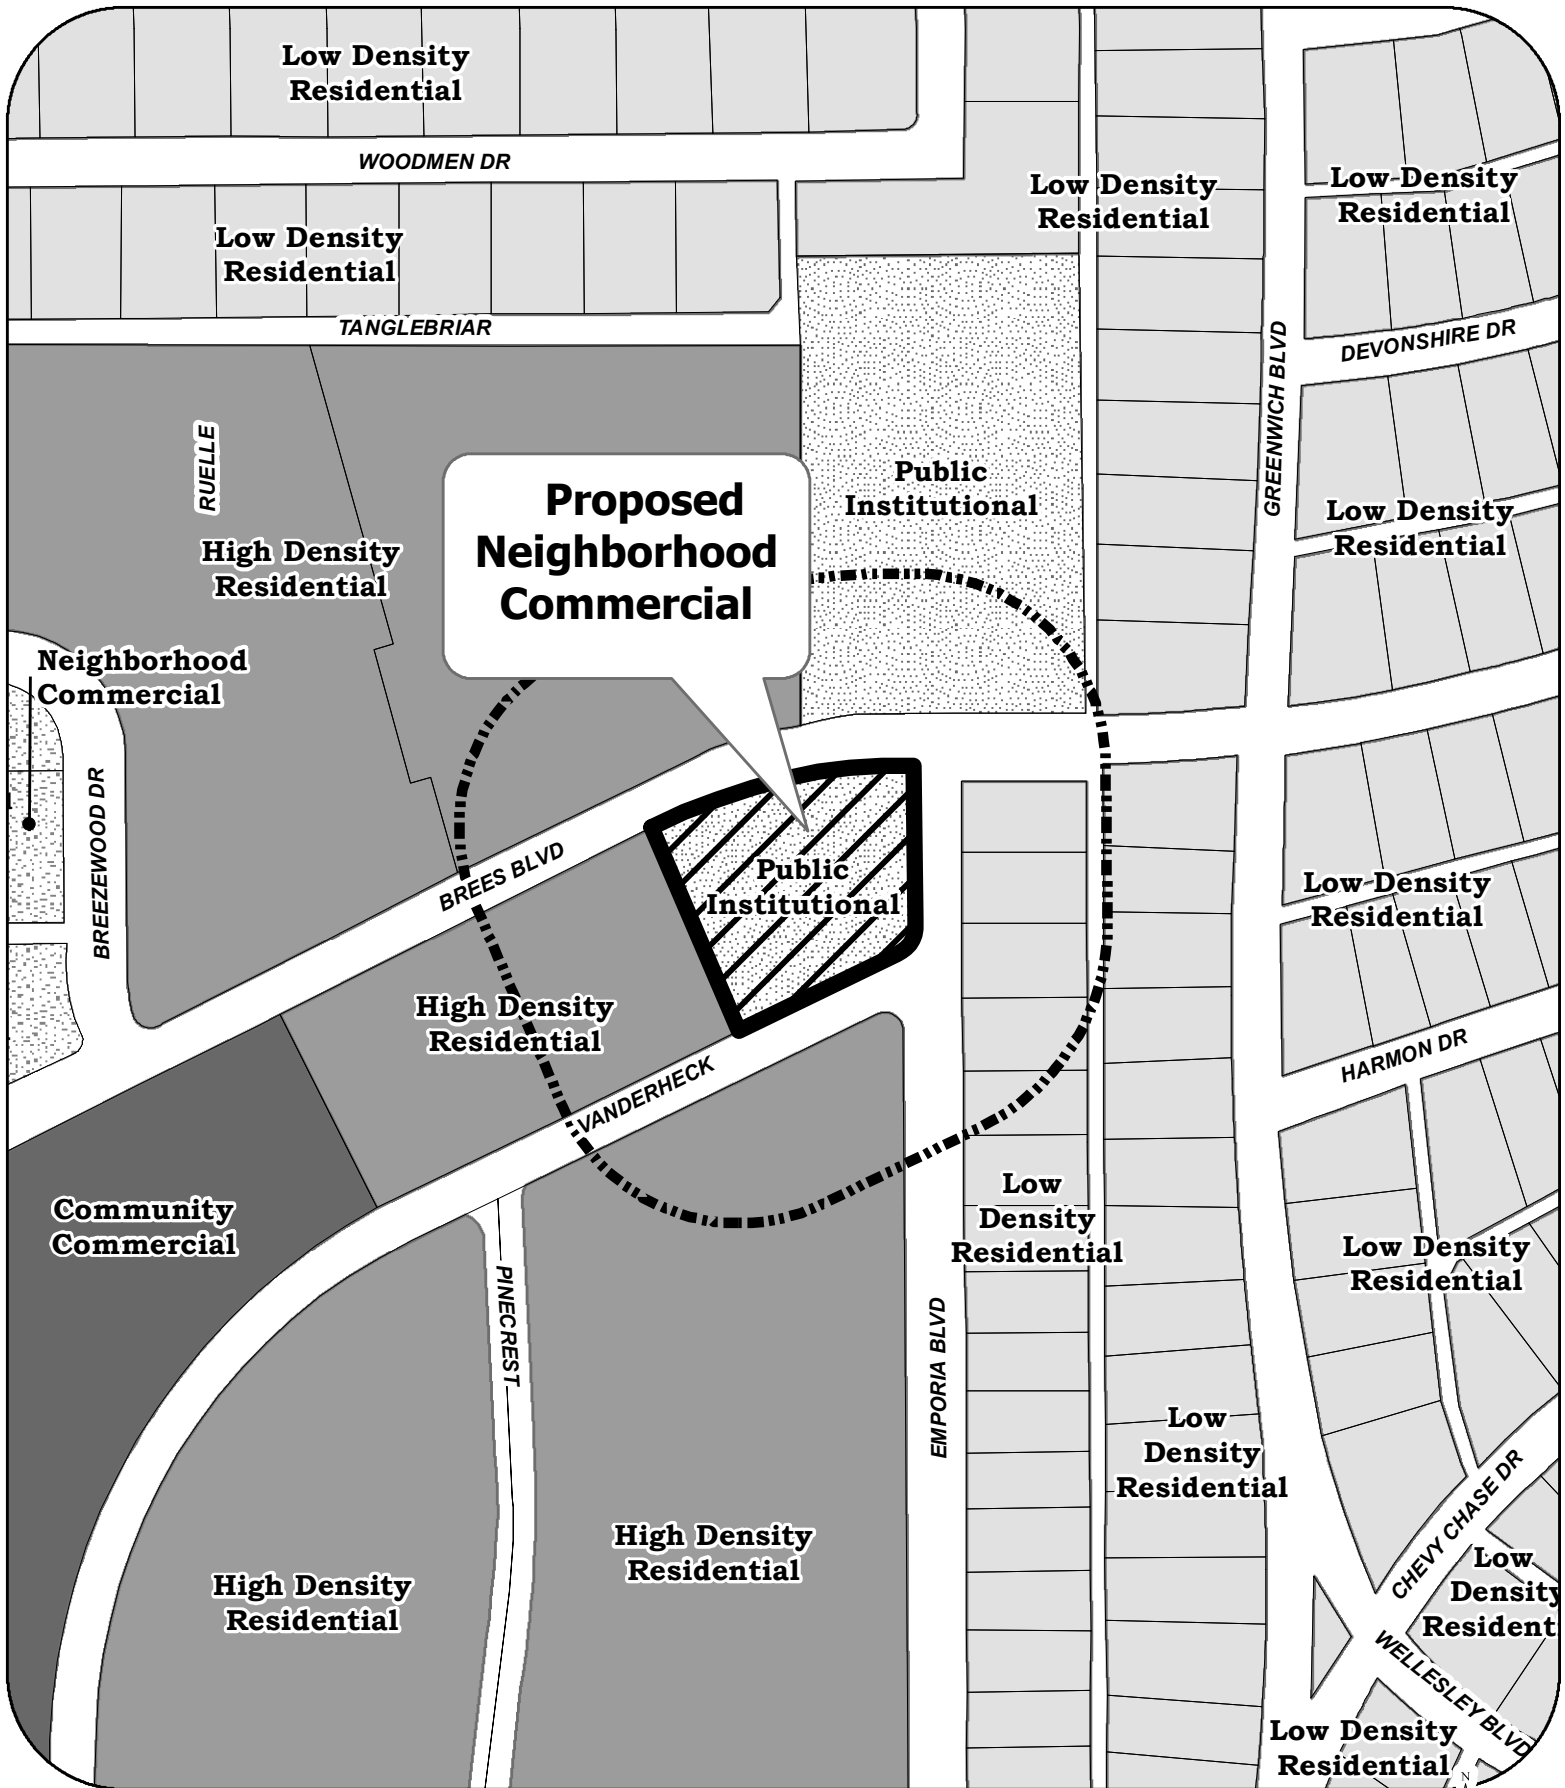 Low Density
Residential
WOODMEN DR
Low Density
Residential
Low Density
Residential
Low Density
Residential
TANGLEBRIAR
GREENWICH BLVD
DEVONSHIRE DR
RUELLE
High Density
Residential
Proposed
Neighborhood
Commercial
Public
Institutional
Low Density
Residential
Neighborhood
Commercial
BREEZEWOOD DR
BREES BLVD
Public
Institutional
Low Density
Residential
High Density
Residential
VANDERHECK
HARMON DR
Community
Commercial
Low
Density
Residential
Low Density
Residential
PINECREST
EMPORIA BLVD
Low
Density
Residential
CHEVY CHASE DR
High Density
Residential
High Density
Residential
Low
Density
Resident
WELLESLEY BLVD
Low Density
Residential
N